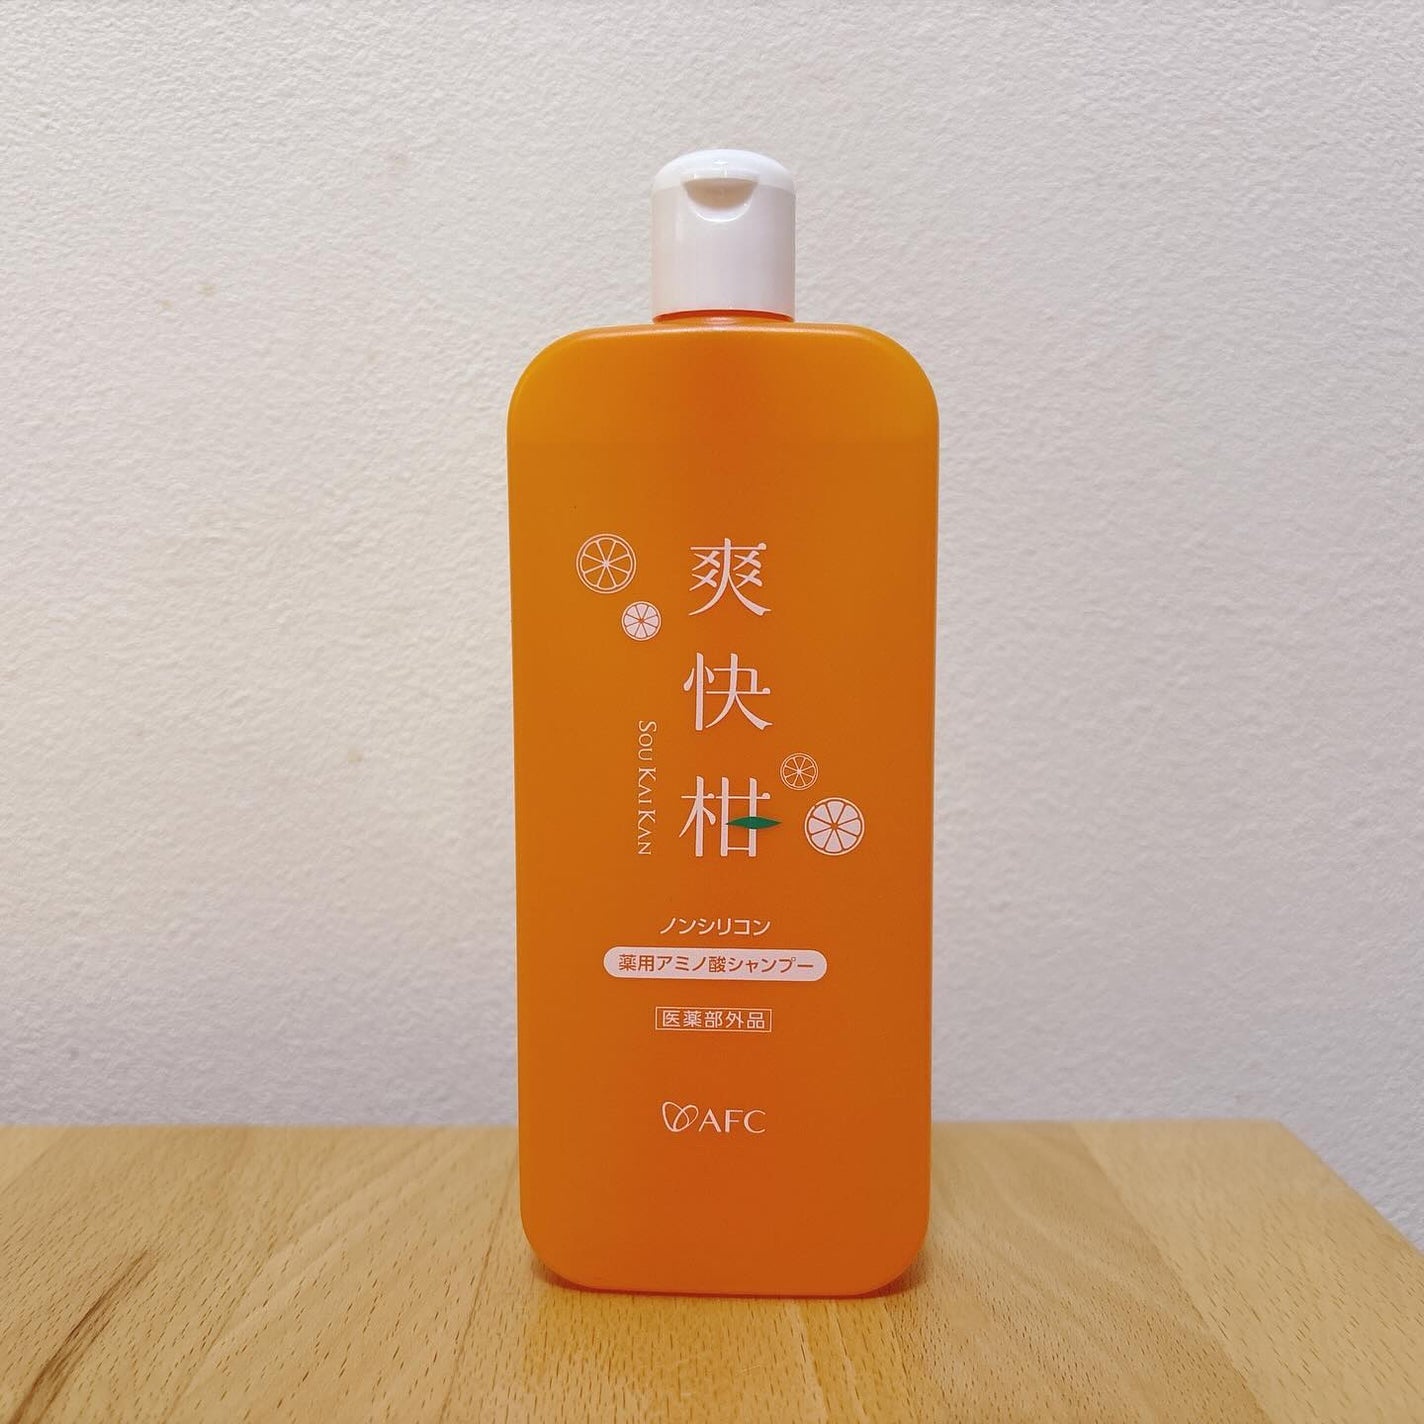 爽快柑
SOU KAI KAN
ノンシリコン
薬用アミノ酸シャンプー
医薬部外品
AFC